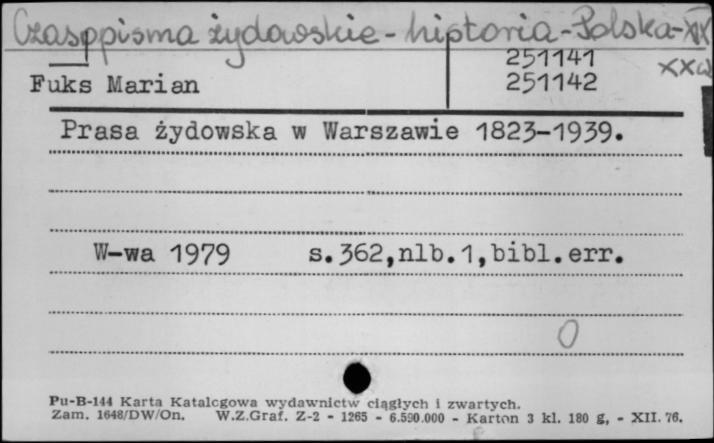 Czasopisma żydowskie - historia - Polska - XIX
XX w
251141
Fuks Marian 251142
Prasa żydowska w Warszawie 1823-1939.
W-wa 1979 s.362,nlb.1,bibl.err.
0
Pu-B-144 Karta Katalcgowa wydawnictw ciągłych i zwartych.
Zam. 1648/DW/On. W.Z.Graf. Z-2 - 1265 - 6.590.000 - Karton 3 kl. 180 g, - XII. 76.